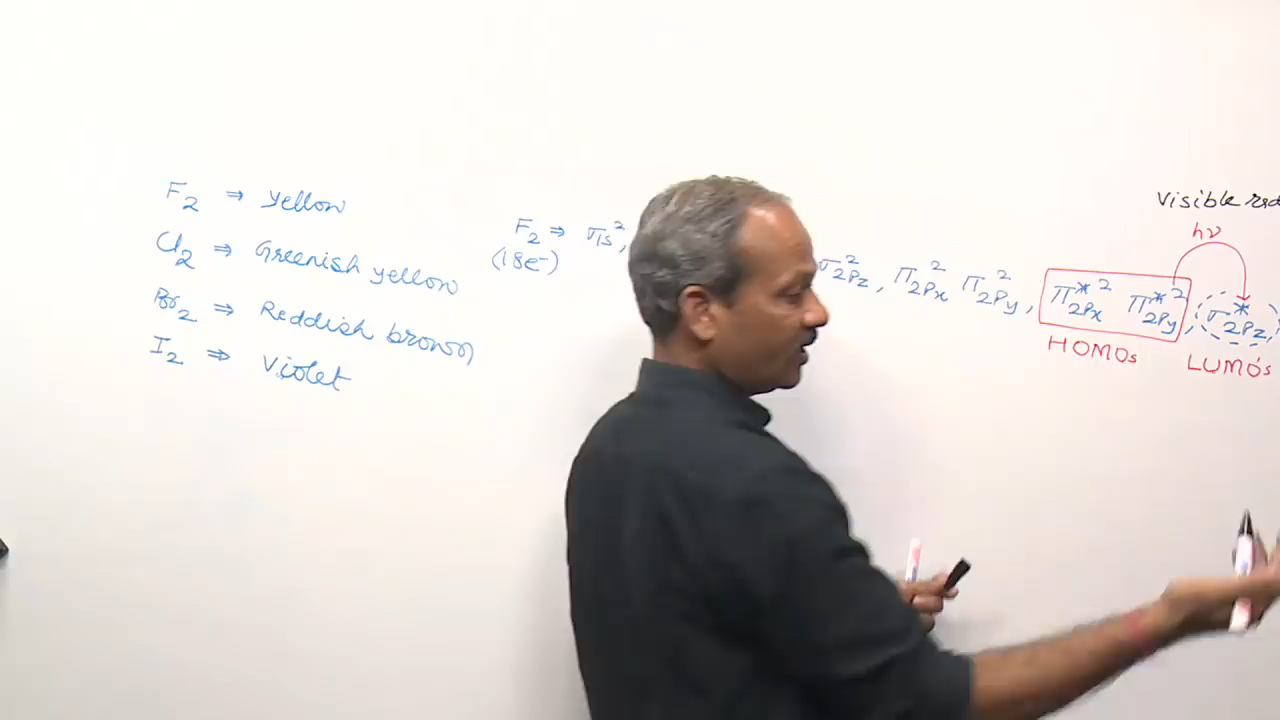 F₂ ⇒ yellow
Cl₂ ⇒ Greenish yellow
Br₂ ⇒ Reddish brown
I₂ ⇒ Violet
F₂ ⇒ σ1s²,
(18e⁻)
σ2pz², π2px² π2py², π*2px² π*2py², σ*2pz
HOMOs
LUMO's
visible
hν